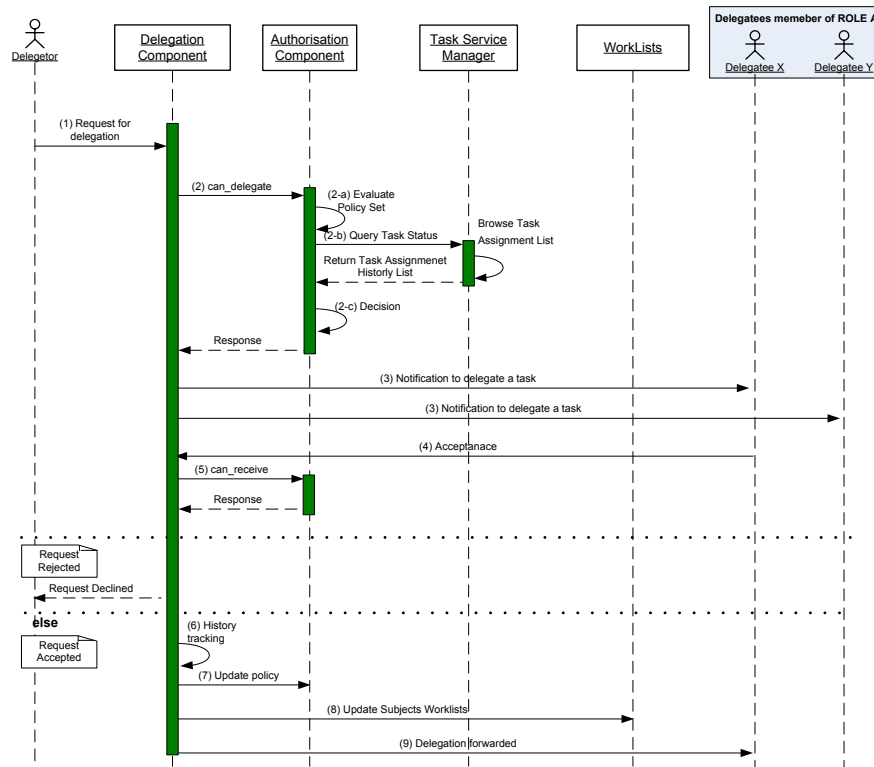 Delegatees memeber of ROLE A
Delegetor
Delegation
Component
Authorisation
Component
Task Service
Manager
WorkLists
Delegatee X
Delegatee Y
(1) Request for
delegation
(2) can_delegate
(2-a) Evaluate
Policy Set
(2-b) Query Task Status
Browse Task
Assignment List
Return Task Assignmenet
Historly List
(2-c) Decision
Response
(3) Notification to delegate a task
(3) Notification to delegate a task
(4) Acceptanace
(5) can_receive
Response
Request
Rejected
Request Declined
else
Request
Accepted
(6) History
tracking
(7) Update policy
(8) Update Subjects Worklists
(9) Delegation forwarded